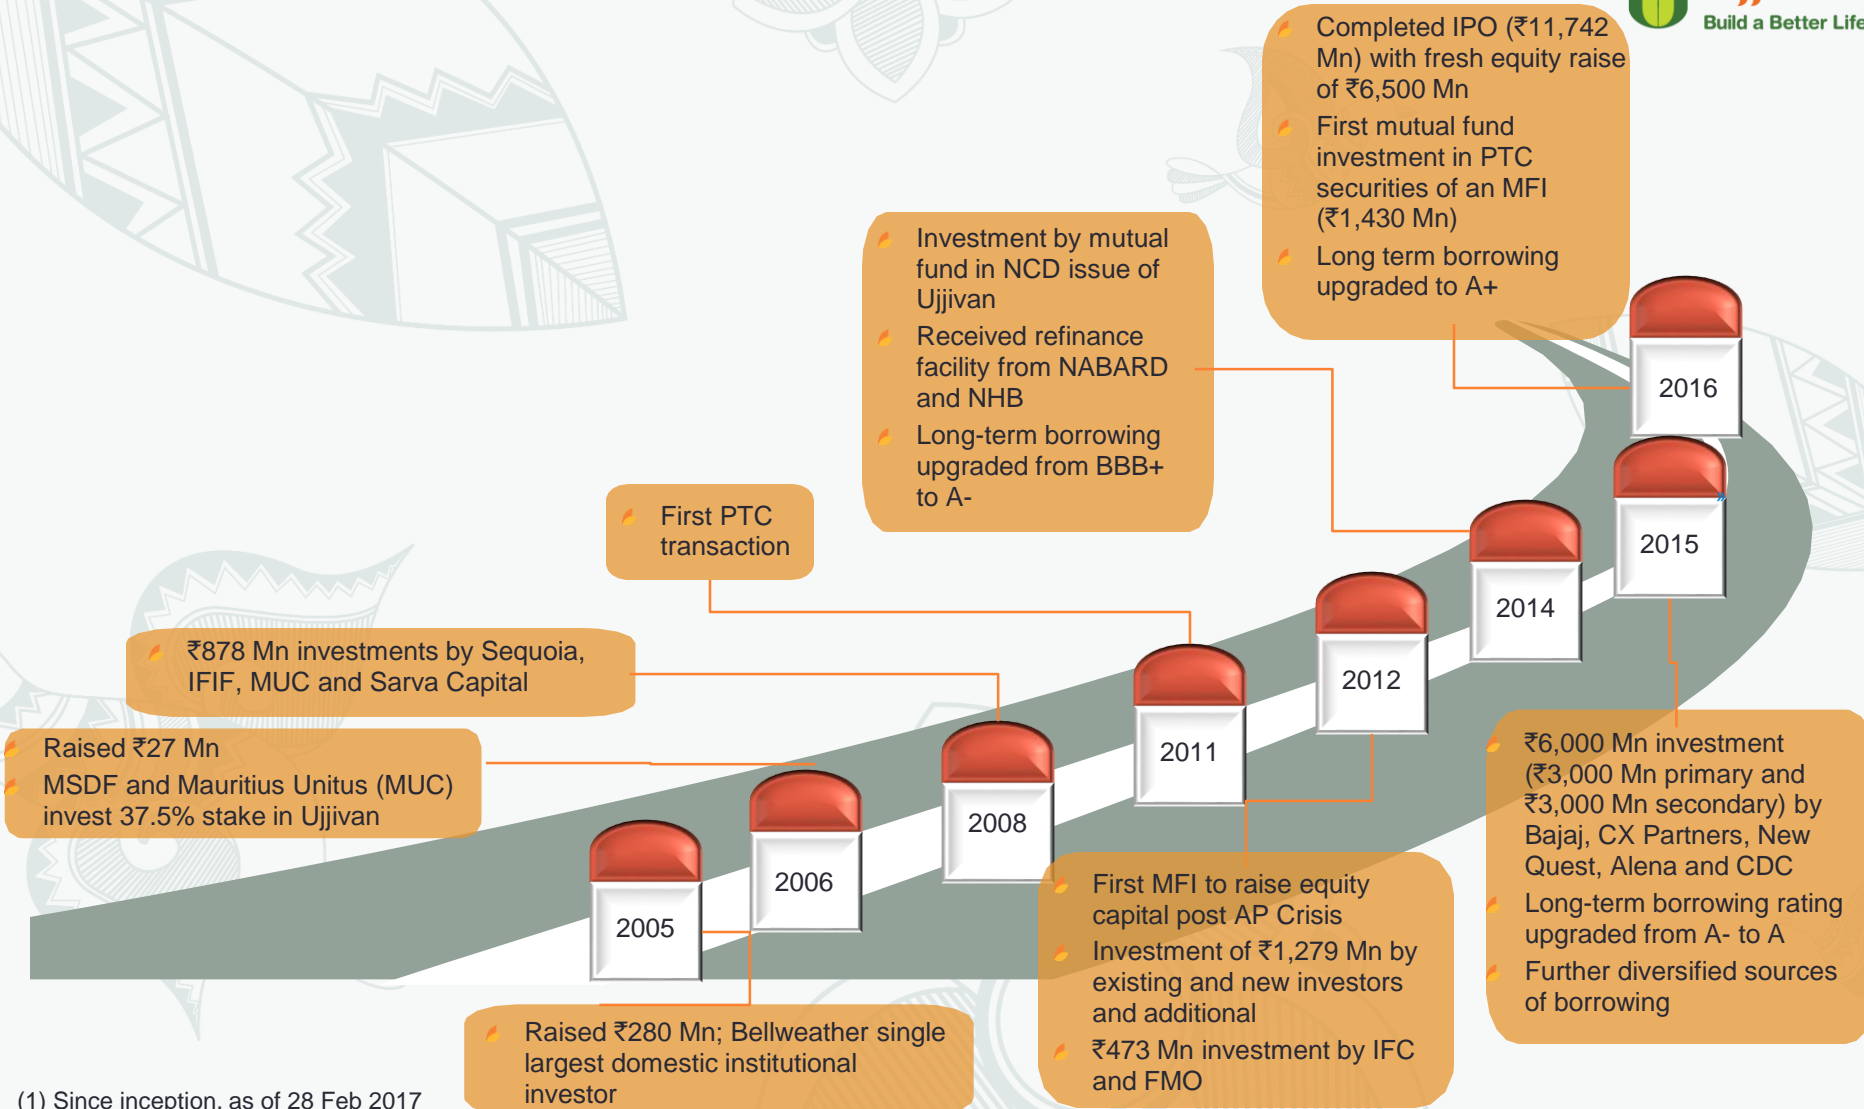 Build a Better Life
Completed IPO (₹11,742
Mn) with fresh equity raise
of ₹6,500 Mn
First mutual fund
investment in PTC
securities of an MFI
(₹1,430 Mn)
Long term borrowing
upgraded to A+
Investment by mutual
fund in NCD issue of
Ujjivan
Received refinance
facility from NABARD
and NHB
Long-term borrowing
upgraded from BBB+
to A-
First PTC
transaction
₹878 Mn investments by Sequoia,
IFIF, MUC and Sarva Capital
Raised ₹27 Mn
MSDF and Mauritius Unitus (MUC)
invest 37.5% stake in Ujjivan
2016
2015
2014
2012
2011
2008
2006
2005
₹6,000 Mn investment
(₹3,000 Mn primary and
₹3,000 Mn secondary) by
Bajaj, CX Partners, New
Quest, Alena and CDC
Long-term borrowing rating
upgraded from A- to A
Further diversified sources
of borrowing
First MFI to raise equity
capital post AP Crisis
Investment of ₹1,279 Mn by
existing and new investors
and additional
₹473 Mn investment by IFC
and FMO
Raised ₹280 Mn; Bellweather single
largest domestic institutional
investor
(1) Since inception, as of 28 Feb 2017